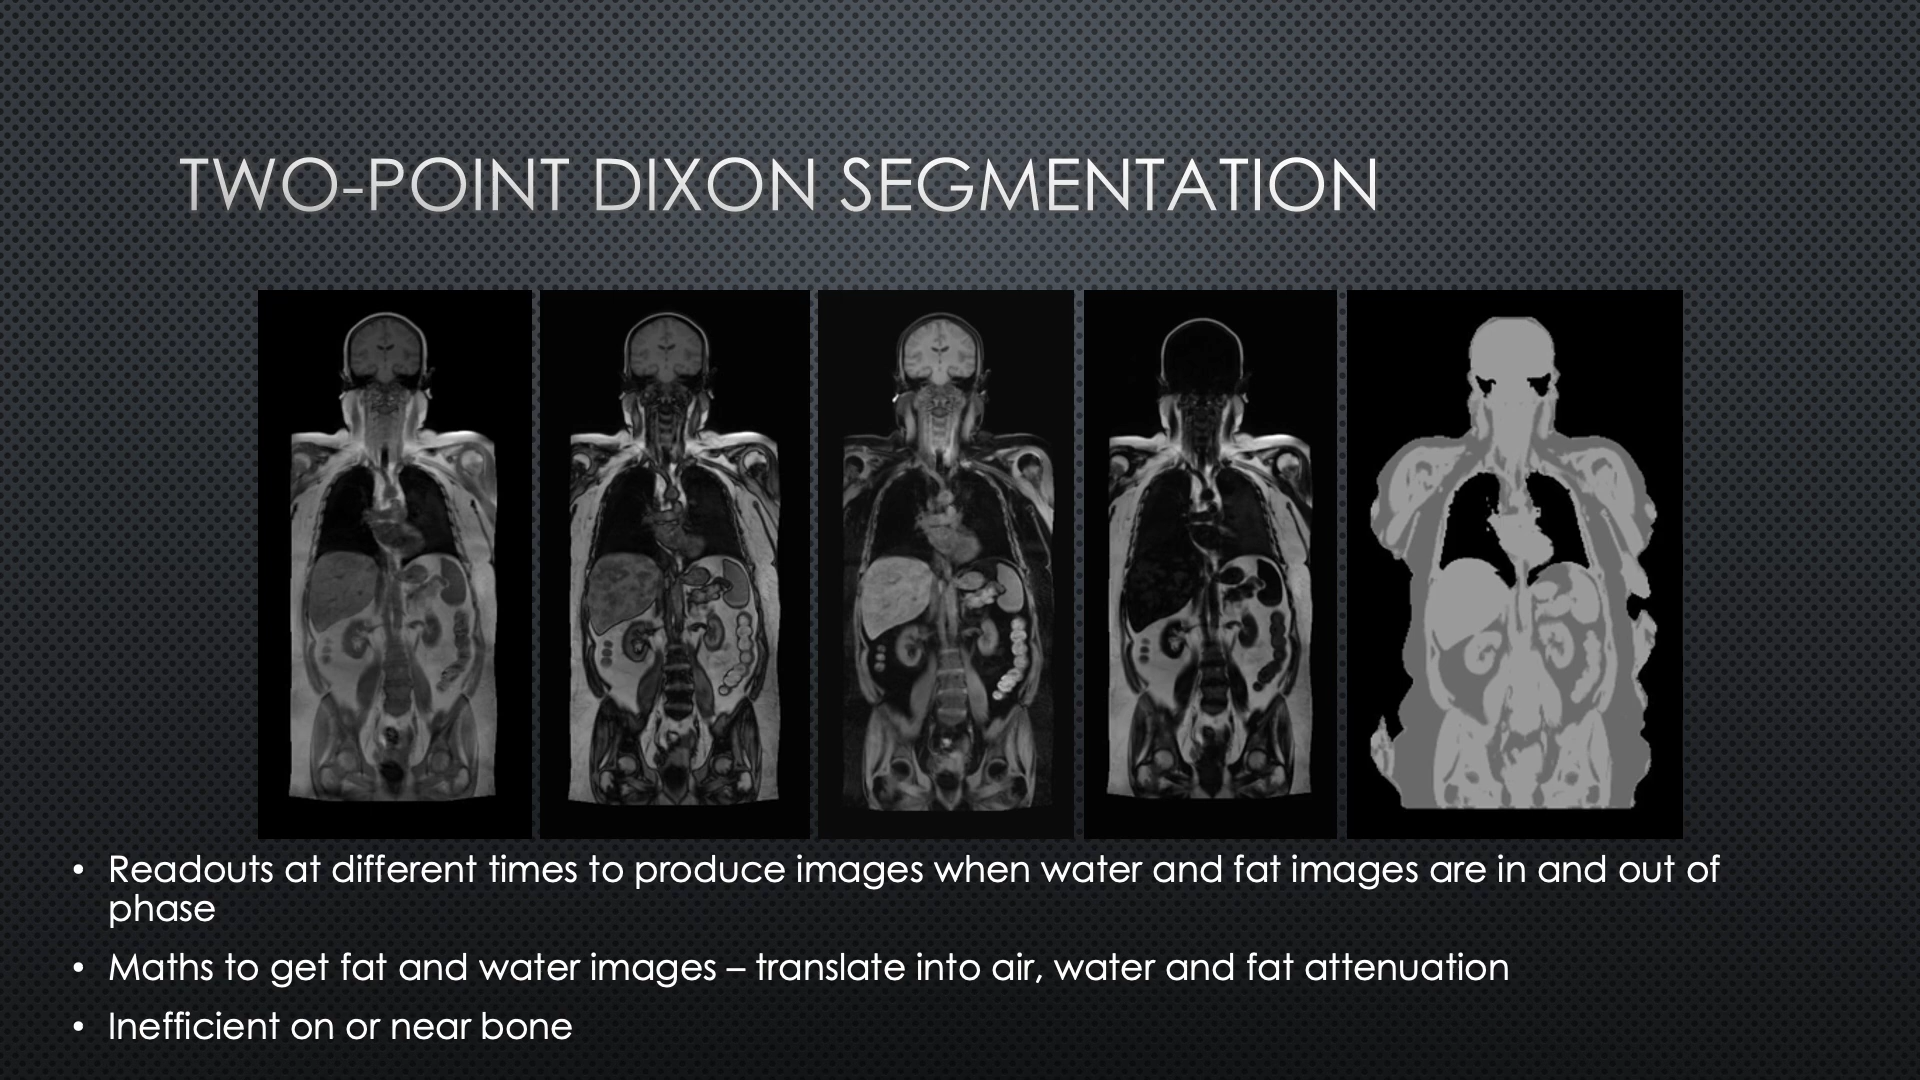 TWO-POINT DIXON SEGMENTATION
• Readouts at different times to produce images when water and fat images are in and out of
phase
• Maths to get fat and water images – translate into air, water and fat attenuation
• Inefficient on or near bone